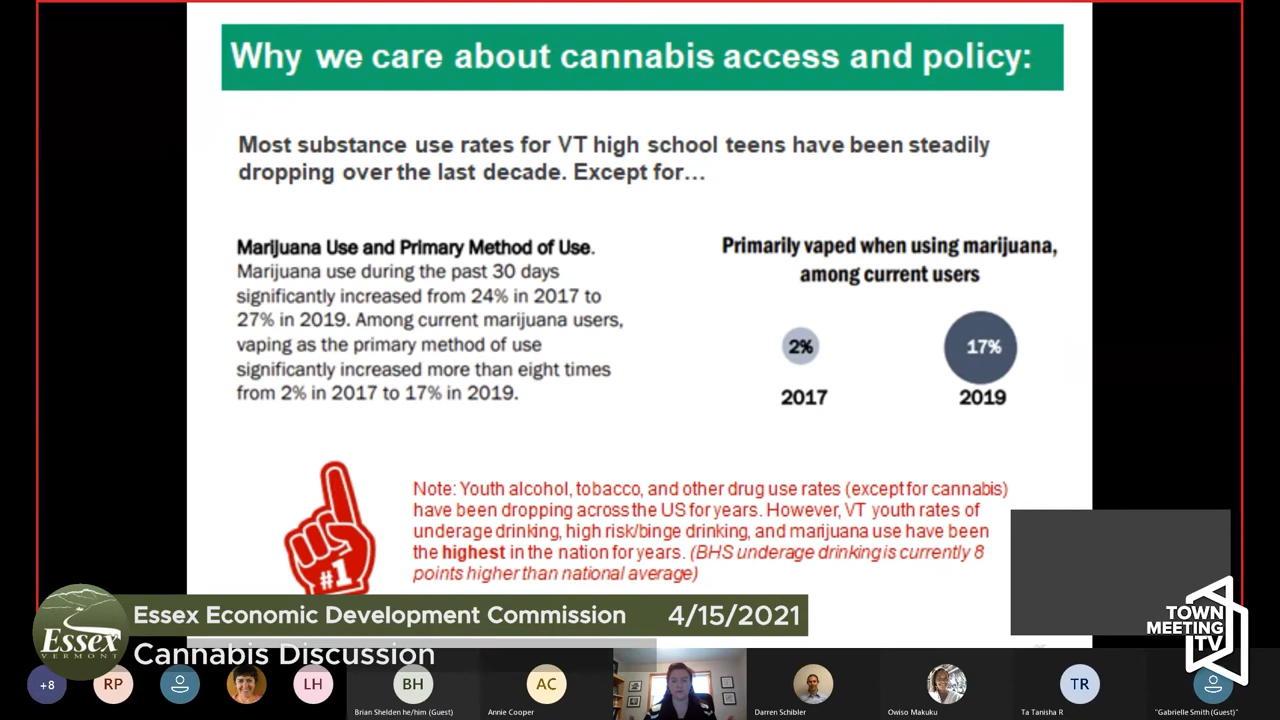 Why we care about cannabis access and policy:
Most substance use rates for VT high school teens have been steadily
dropping over the last decade. Except for…
Marijuana Use and Primary Method of Use.
Marijuana use during the past 30 days
significantly increased from 24% in 2017 to
27% in 2019. Among current marijuana users,
vaping as the primary method of use
significantly increased more than eight times
from 2% in 2017 to 17% in 2019.
Primarily vaped when using marijuana,
among current users
2%
17%
2017
2019
Note: Youth alcohol, tobacco, and other drug use rates (except for cannabis)
have been dropping across the US for years. However, VT youth rates of
underage drinking, high risk/binge drinking, and marijuana use have been
the highest in the nation for years. (BHS underage drinking is currently 8
points higher than national average)
#1
Essex
VERMONT
Essex Economic Development Commission 4/15/2021
Cannabis Discussion
TOWN
MEETING
TV
+8
RP
LH
BH
AC
TR
Brian Shelden he/him (Guest)
Annie Cooper
Darren Schibler
Owiso Makuku
Ta Tanisha R
"Gabrielle Smith (Guest)"